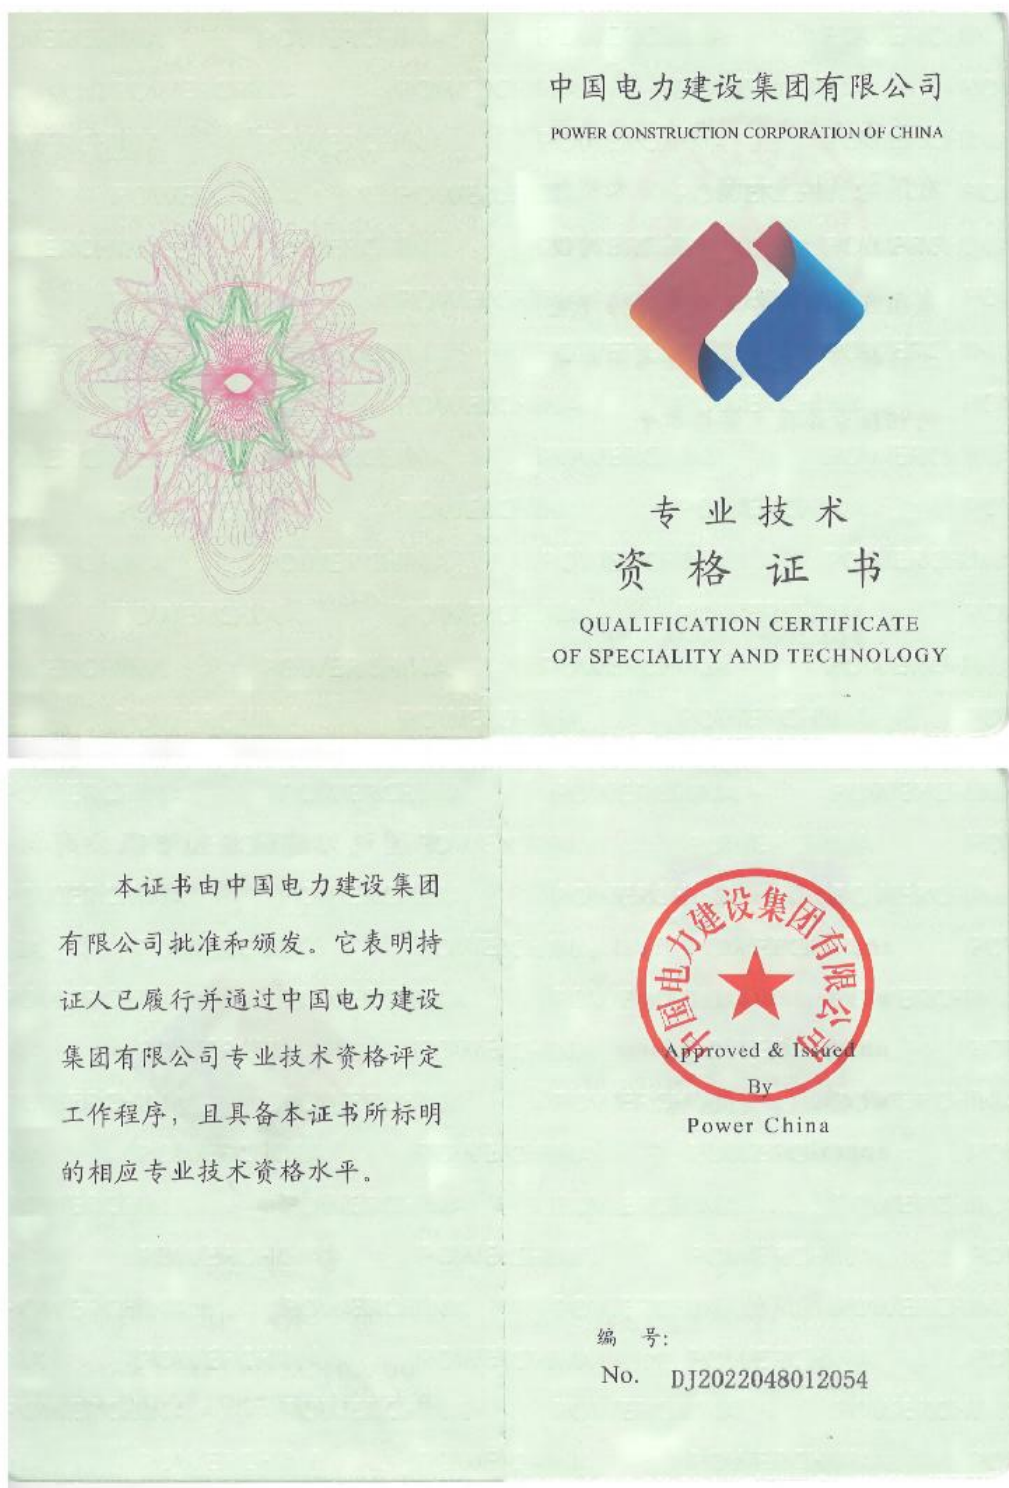 中国电力建设集团有限公司
POWER CONSTRUCTION CORPORATION OF CHINA
专业技术
资格证书
QUALIFICATION CERTIFICATE
OF SPECIALITY AND TECHNOLOGY
本证书由中国电力建设集团
有限公司批准和颁发。它表明持
证人已履行并通过中国电力建设
集团有限公司专业技术资格评定
工作程序，且具备本证书所标明
的相应专业技术资格水平。
中国电力建设集团有限公司
Approved & Issued
By
Power China
编 号:
No. DJ2022048012054